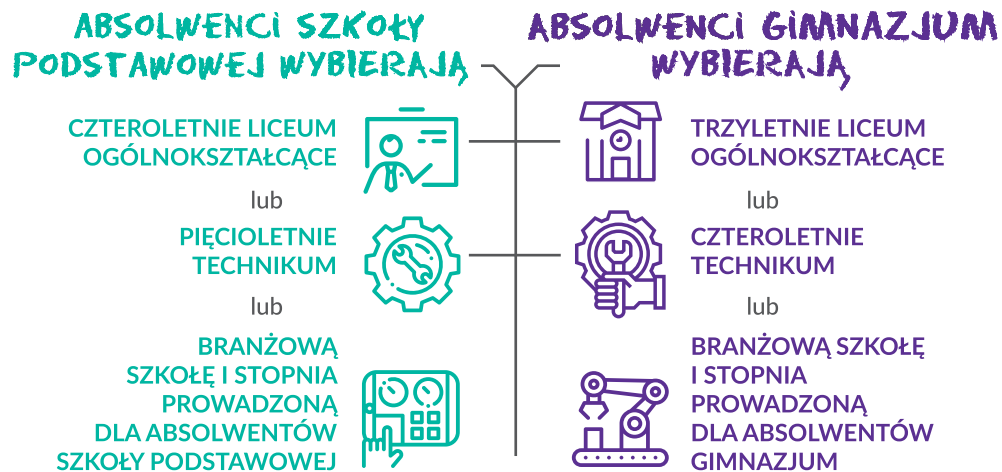 ABSOLWENCI SZKOŁY
PODSTAWOWEJ WYBIERAJĄ
CZTEROLETNIE LICEUM
OGÓLNOKSZTAŁCĄCE
lub
PIĘCIOLETNIE
TECHNIKUM
lub
BRANŻOWĄ
SZKOŁĘ I STOPNIA
PROWADZONĄ
DLA ABSOLWENTÓW
SZKOŁY PODSTAWOWEJ
ABSOLWENCI GIMNAZJUM
WYBIERAJĄ
TRZYLETNIE LICEUM
OGÓLNOKSZTAŁCĄCE
lub
CZTEROLETNIE
TECHNIKUM
lub
BRANŻOWĄ SZKOŁĘ
I STOPNIA
PROWADZONĄ
DLA ABSOLWENTÓW
GIMNAZJUM